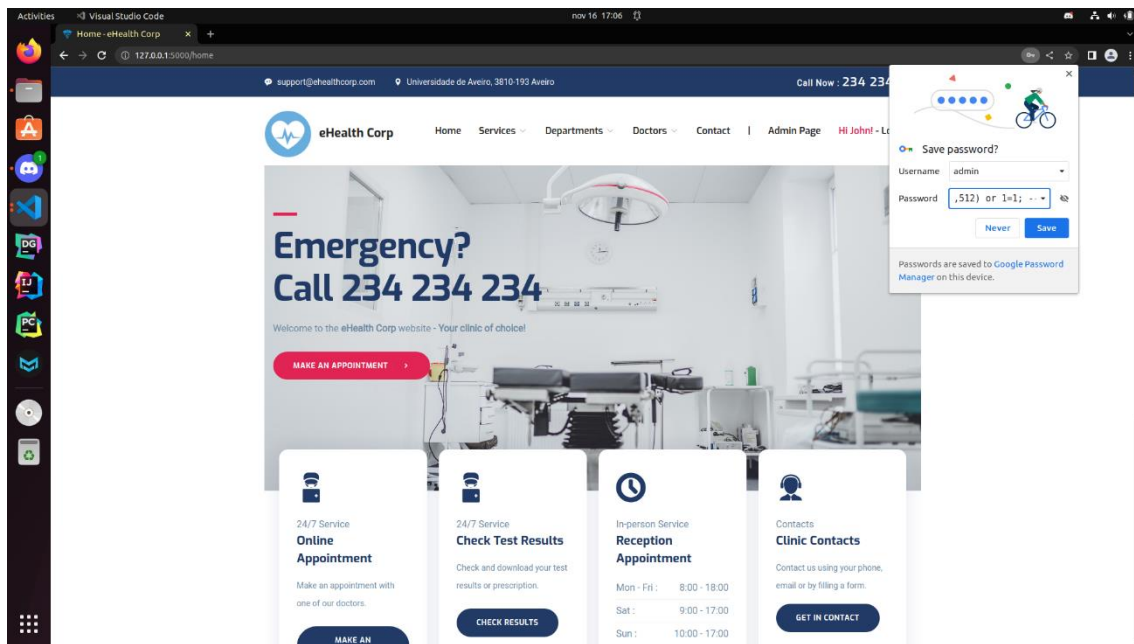 Activities Visual Studio Code nov 16 17:06
Home - eHealth Corp
127.0.0.1:5000/home
support@ehealthcorp.com Universidade de Aveiro, 3810-193 Aveiro Call Now : 234 234
eHealth Corp Home Services Departments Doctors Contact | Admin Page Hi John! - Lo
Save password?
Username admin
Password ,512) or 1=1; --
Never Save
Passwords are saved to Google Password
Manager on this device.
Emergency?
Call 234 234 234
Welcome to the eHealth Corp website - Your clinic of choice!
MAKE AN APPOINTMENT
24/7 Service
Online
Appointment
Make an appointment with
one of our doctors.
MAKE AN
24/7 Service
Check Test Results
Check and download your test
results or prescription.
CHECK RESULTS
In-person Service
Reception
Appointment
Mon - Fri : 8:00 - 18:00
Sat : 9:00 - 17:00
Sun : 10:00 - 17:00
Contacts
Clinic Contacts
Contact us using your phone,
email or by filling a form.
GET IN CONTACT
DG
IJ
PC
1